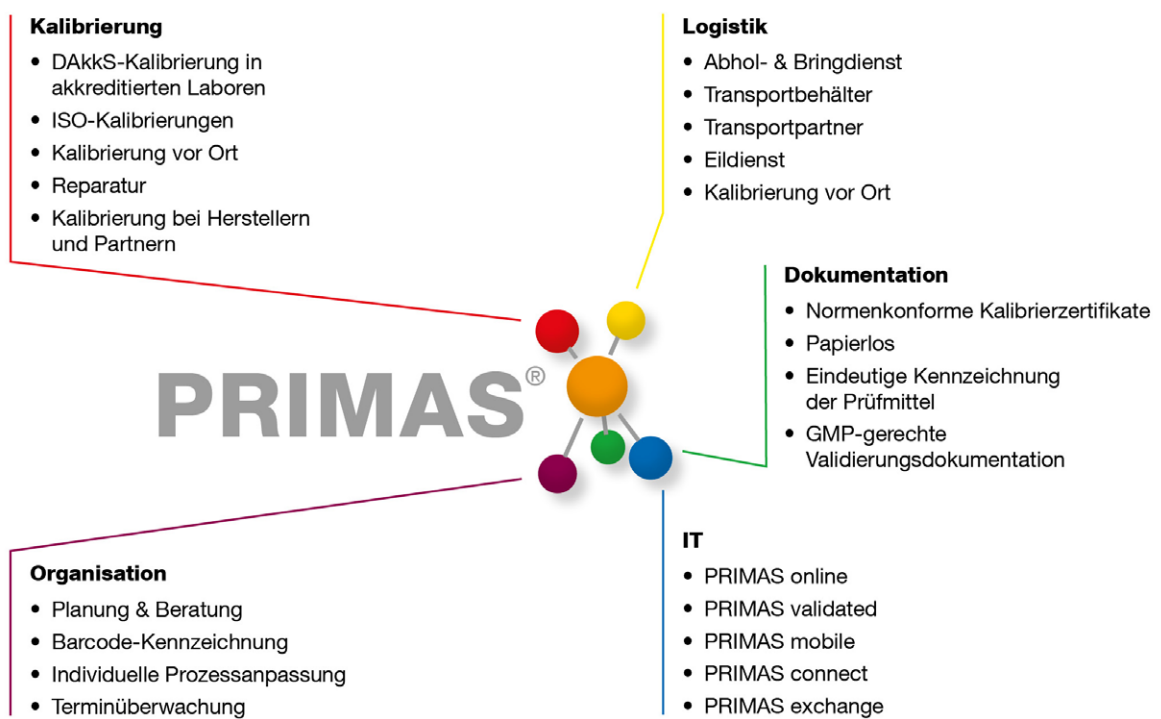 Kalibrierung
• DAkkS-Kalibrierung in
akkreditierten Laboren
• ISO-Kalibrierungen
• Kalibrierung vor Ort
• Reparatur
• Kalibrierung bei Herstellern
und Partnern
Logistik
• Abhol- & Bringdienst
• Transportbehälter
• Transportpartner
• Eildienst
• Kalibrierung vor Ort
Dokumentation
• Normenkonforme Kalibrierzertifikate
• Papierlos
• Eindeutige Kennzeichnung
der Prüfmittel
• GMP-gerechte
Validierungsdokumentation
PRIMAS®
Organisation
• Planung & Beratung
• Barcode-Kennzeichnung
• Individuelle Prozessanpassung
• Terminüberwachung
IT
• PRIMAS online
• PRIMAS validated
• PRIMAS mobile
• PRIMAS connect
• PRIMAS exchange